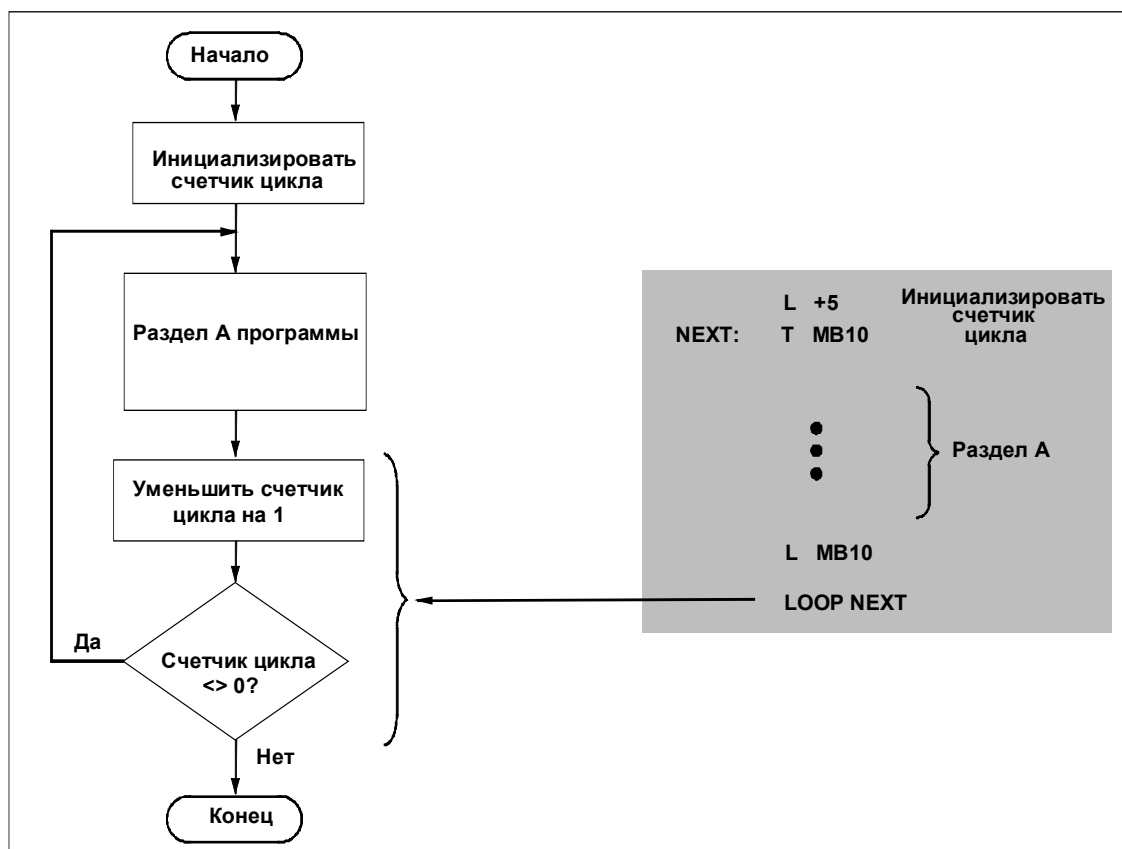 Начало
Инициализировать
счетчик цикла
Раздел А программы
Уменьшить счетчик
цикла на 1
Да
Счетчик цикла
<> 0?
Нет
Конец
L +5
Инициализировать
счетчик
цикла
NEXT: T MB10
Раздел А
L MB10
LOOP NEXT